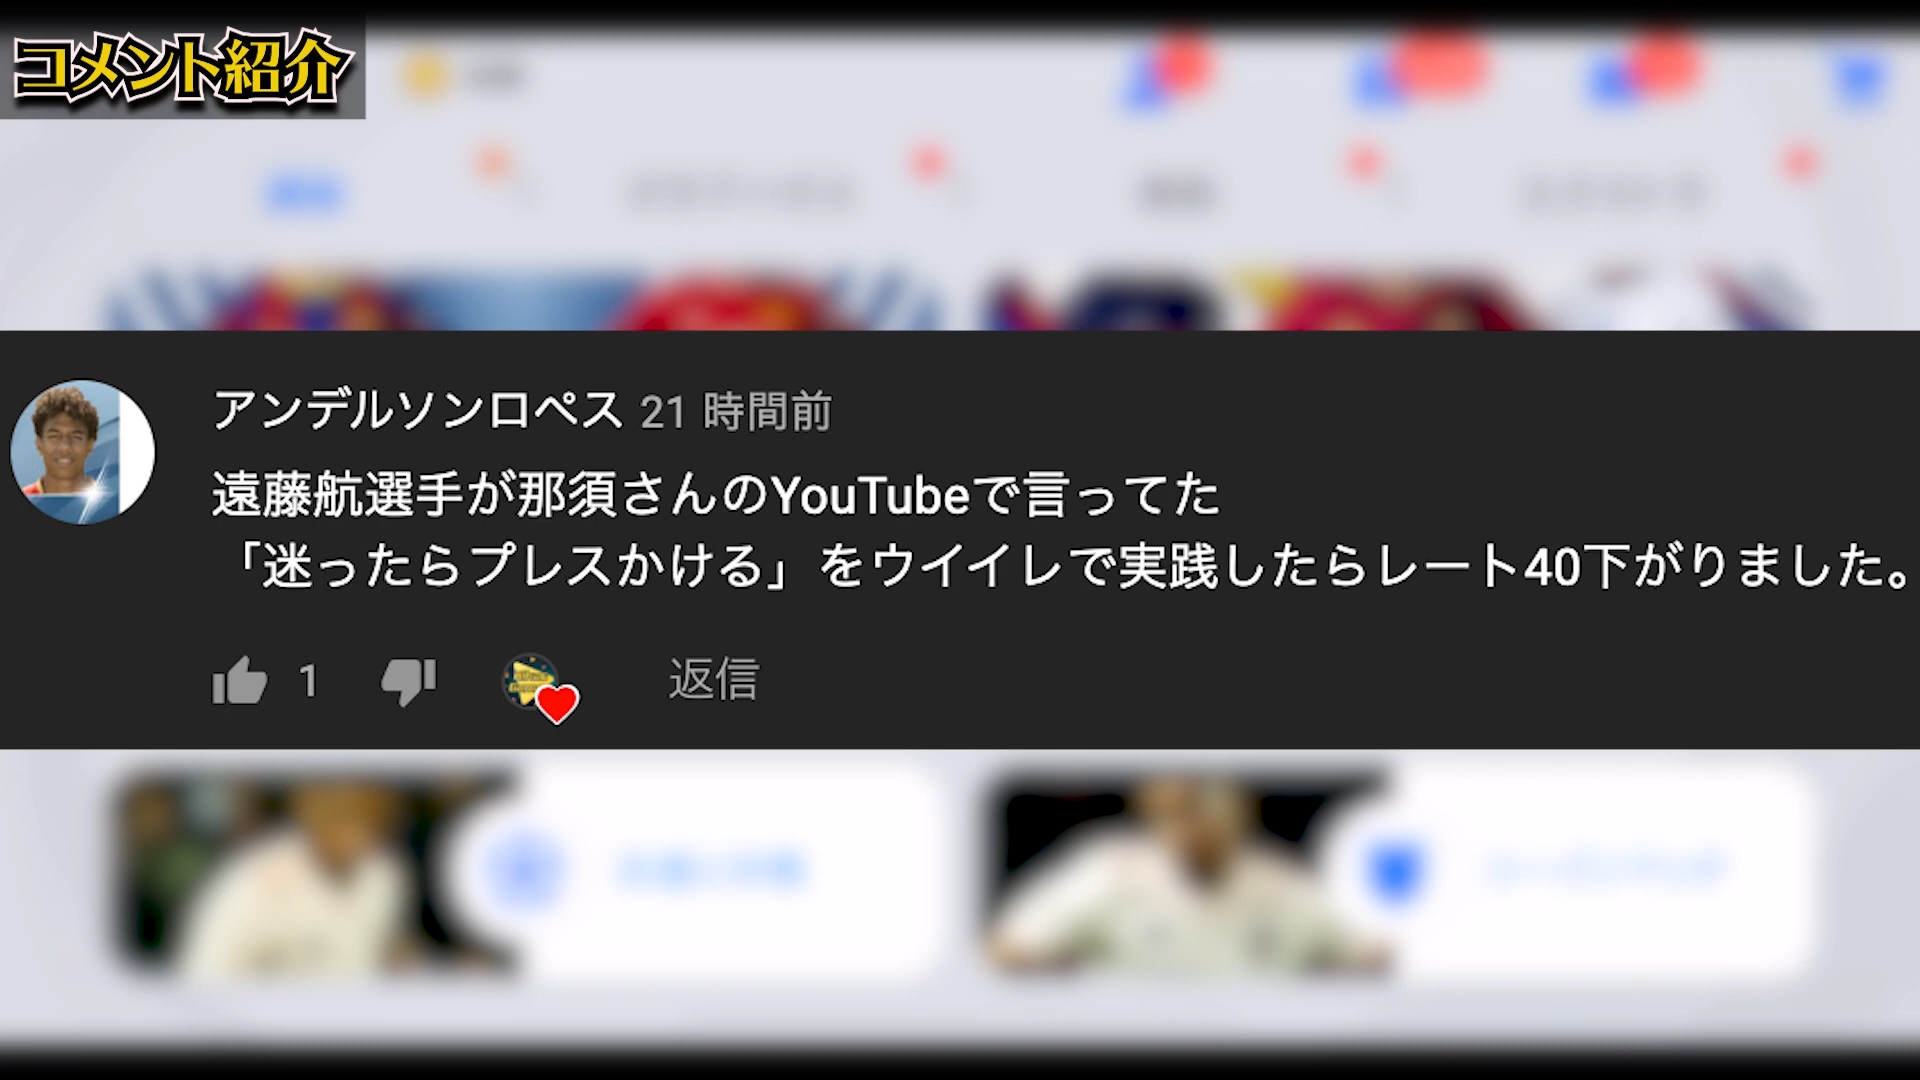 コメント紹介
アンデルソンロペス 21 時間前
遠藤航選手が那須さんのYouTubeで言ってた
「迷ったらプレスかける」をウイイレで実践したらレート40下がりました。
1
返信